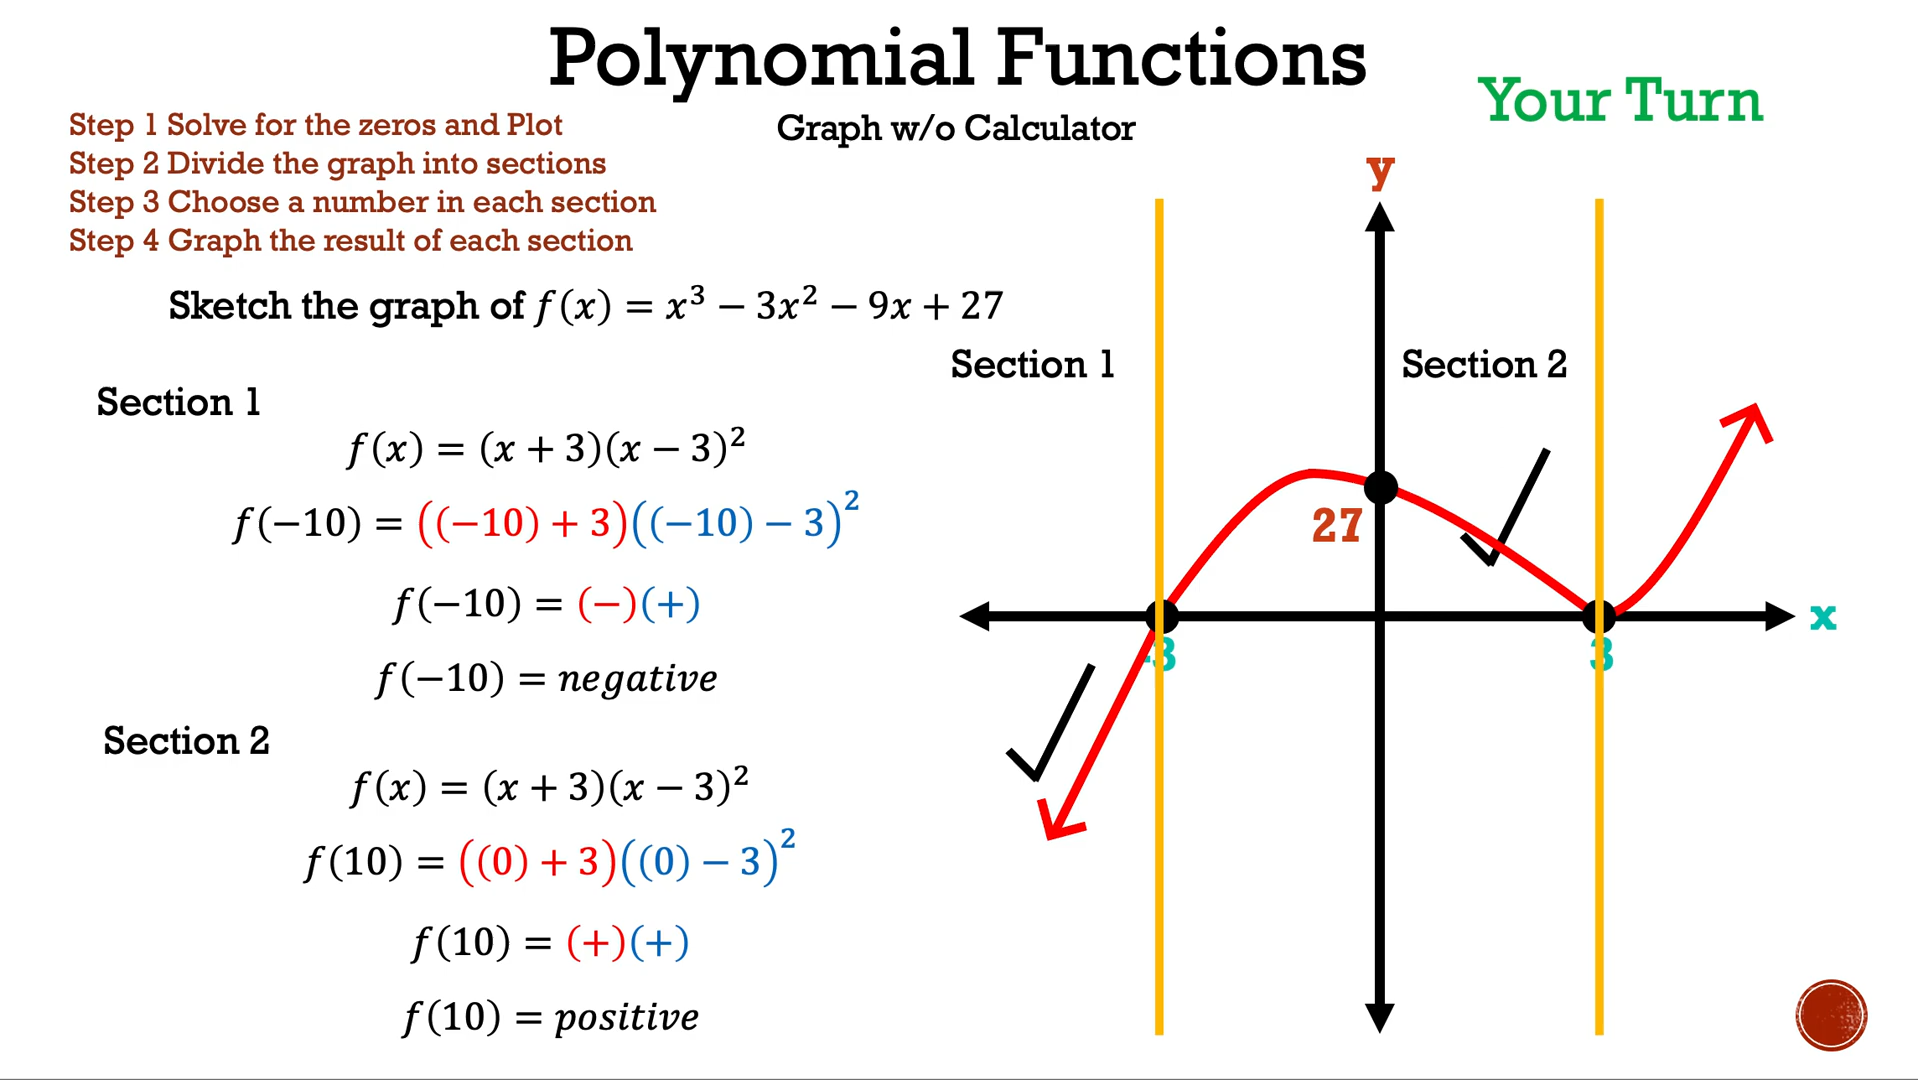 Polynomial Functions
Your Turn
Graph w/o Calculator
Step 1 Solve for the zeros and Plot
Step 2 Divide the graph into sections
Step 3 Choose a number in each section
Step 4 Graph the result of each section
Sketch the graph of f(x) = x³ − 3x² − 9x + 27
Section 1
f(x) = (x + 3)(x − 3)²
f(−10) = ((−10) + 3)((−10) − 3)²
f(−10) = (−)(+)
f(−10) = negative
Section 2
f(x) = (x + 3)(x − 3)²
f(10) = ((0) + 3)((0) − 3)²
f(10) = (+)(+)
f(10) = positive
y
Section 1
Section 2
27
x
-3
3